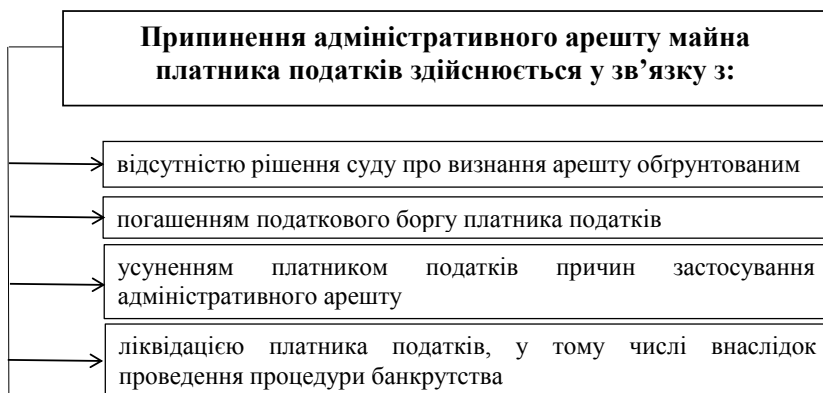 Припинення адміністративного арешту майна
платника податків здійснюється у зв’язку з:
відсутністю рішення суду про визнання арешту обґрунтованим
погашенням податкового боргу платника податків
усуненням платником податків причин застосування
адміністративного арешту
ліквідацією платника податків, у тому числі внаслідок
проведення процедури банкрутства